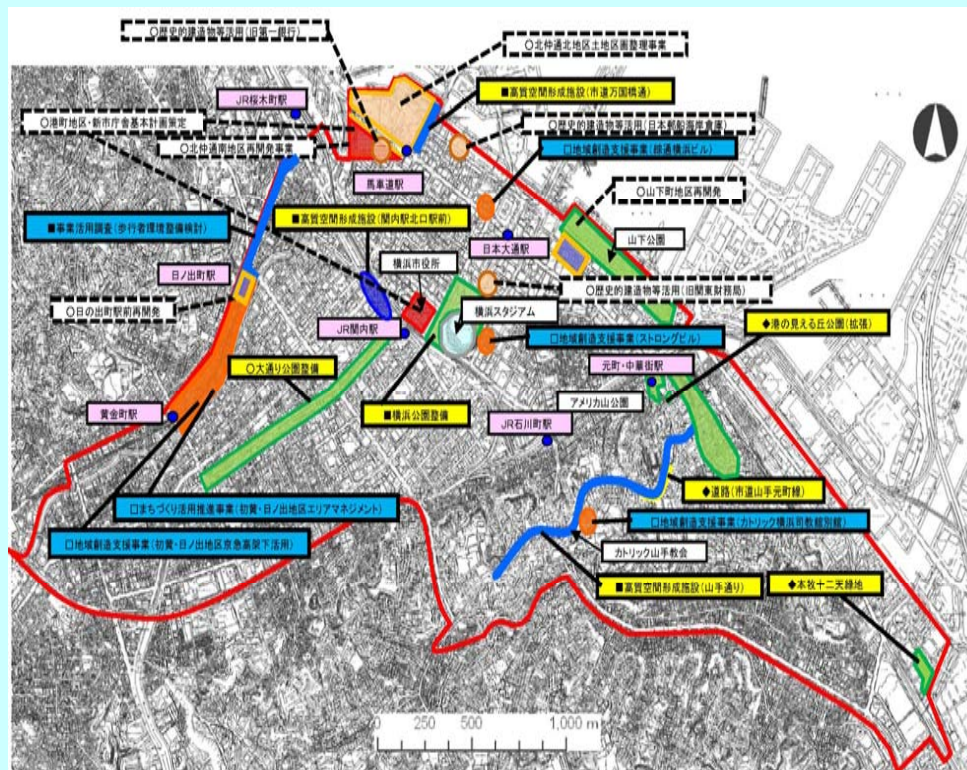 ○歴史的建造物等活用(旧第一銀行)
○北仲通北地区土地区画整理事業
JR桜木町駅
■高質空間形成施設(市道万国橋通)
○港町地区・新市庁舎基本計画策定
○歴史的建造物等活用(日本郵船海岸倉庫)
○北仲通南地区再開発事業
□地域創造支援事業(綜通横浜ビル)
馬車道駅
○山下町地区再開発
■高質空間形成施設(関内駅北口駅前)
■事業活用調査(歩行者環境整備検討)
日本大通駅
山下公園
横浜市役所
日ノ出町駅
○歴史的建造物等活用(旧関東財務局)
○日の出町駅前再開発
横浜スタジアム
◆港の見える丘公園(拡張)
JR関内駅
□地域創造支援事業(ストロングビル)
○大通り公園整備
元町・中華街駅
アメリカ山公園
黄金町駅
■横浜公園整備
JR石川町駅
◆道路(市道山手元町線)
□まちづくり活用推進事業(初黄・日ノ出地区エリアマネジメント)
□地域創造支援事業(カトリック横浜司教館別館)
□地域創造支援事業(初黄・日ノ出地区京急高架下活用)
カトリック山手教会
■高質空間形成施設(山手通り)
◆本牧十二天緑地
0 250 500 1,000 m